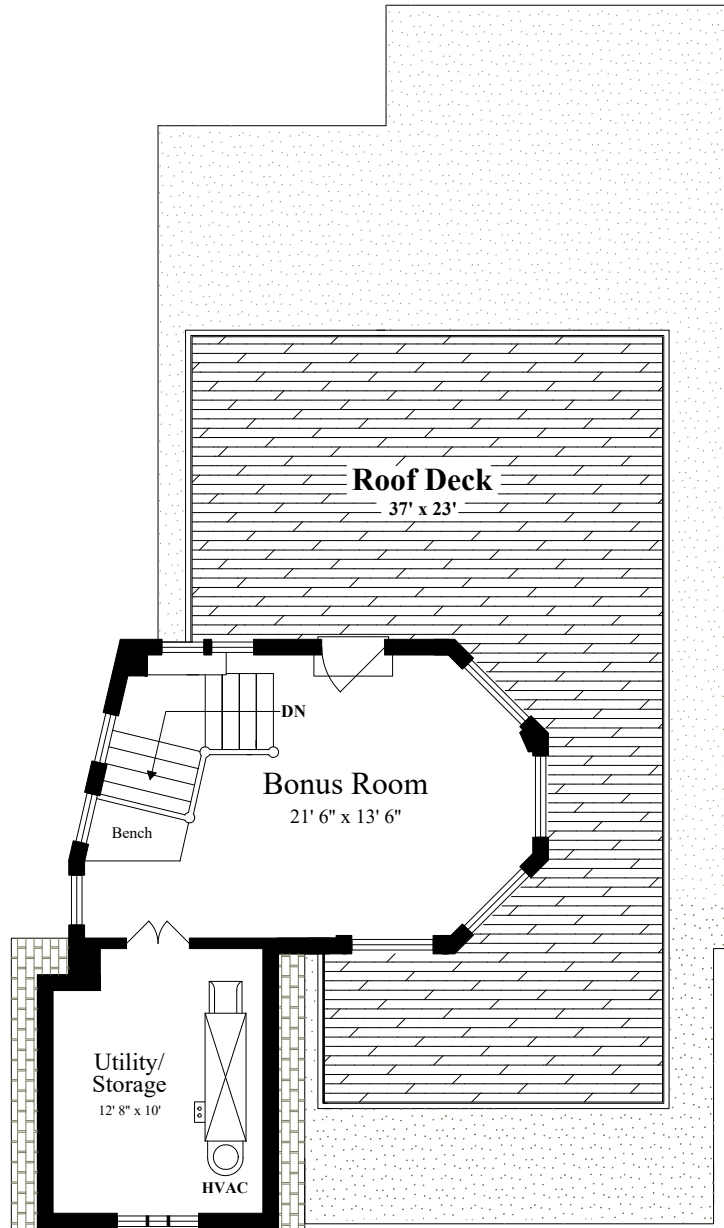 Roof Deck
37' x 23'
DN
Bonus Room
21' 6" x 13' 6"
Bench
Utility/
Storage
12' 8" x 10'
HVAC